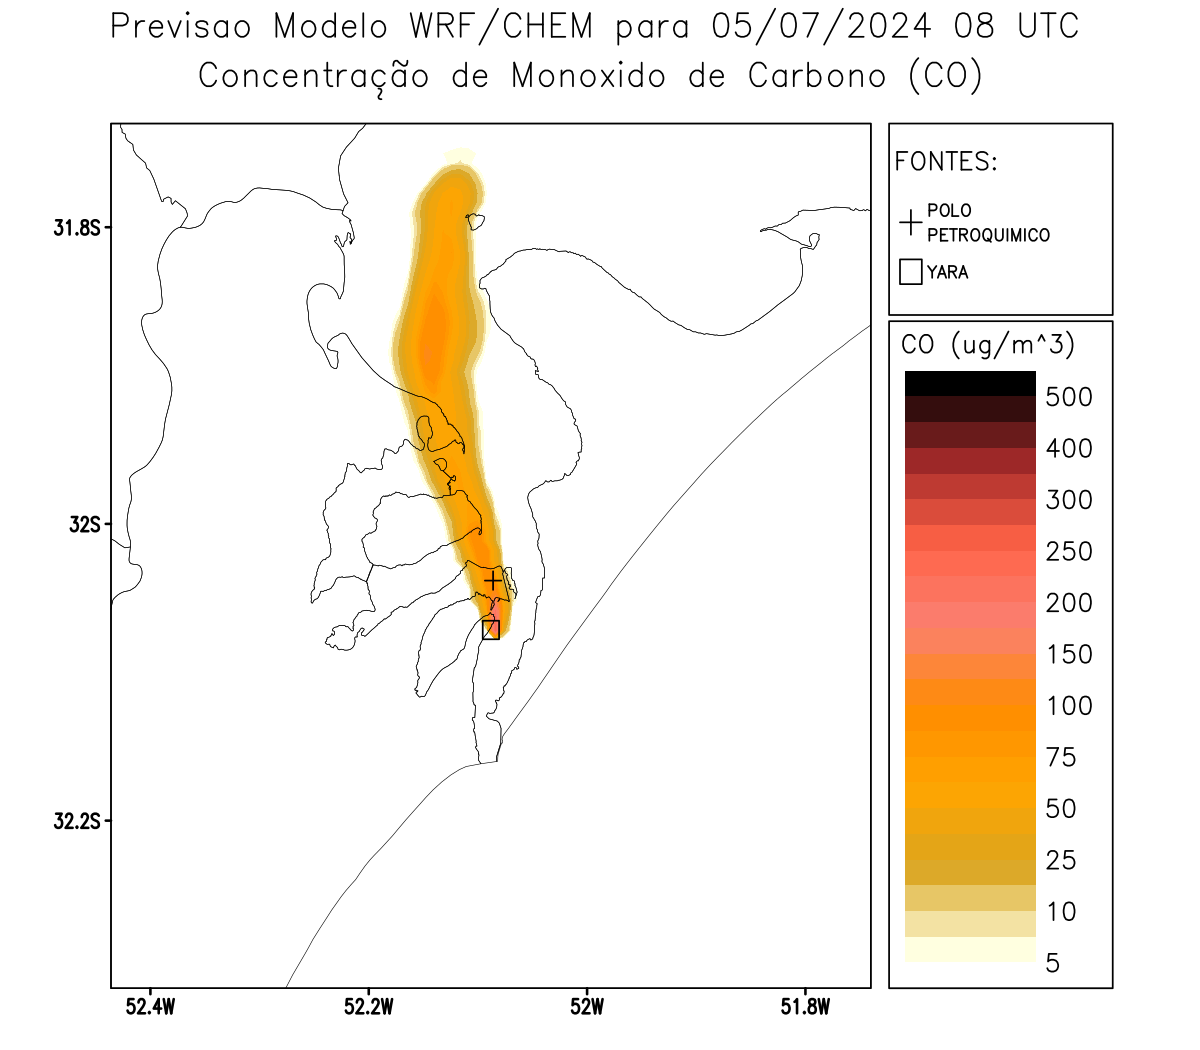 Previsao Modelo WRF/CHEM para 05/07/2024 08 UTC
Concentração de Monoxido de Carbono (CO)
FONTES:
POLO
PETROQUIMICO
YARA
CO (ug/m^3)
500
400
300
250
200
150
100
75
50
25
10
5
31.8S
32S
32.2S
52.4W
52.2W
52W
51.8W